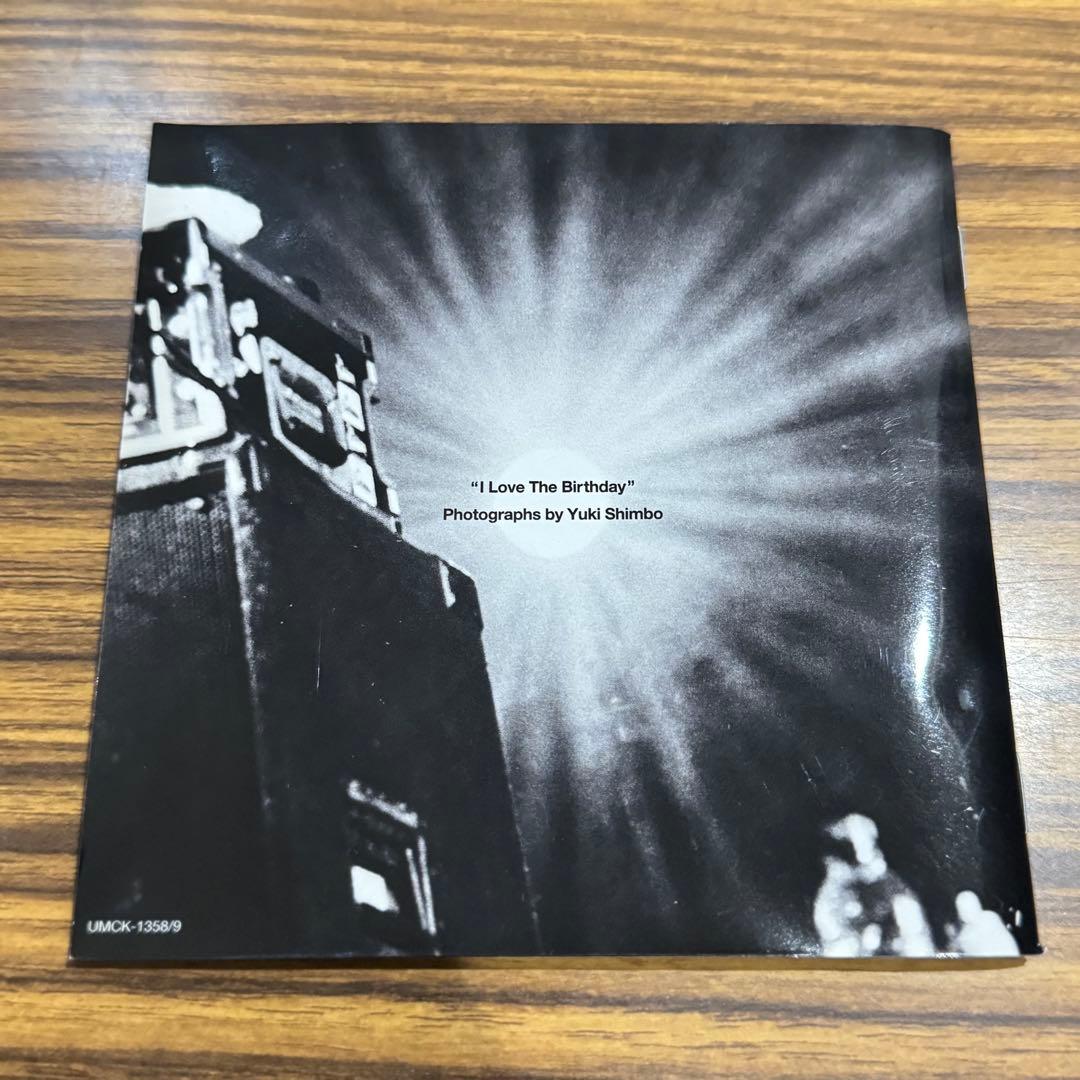 “I Love The Birthday”
Photographs by Yuki Shimbo
UMCK-1358/9